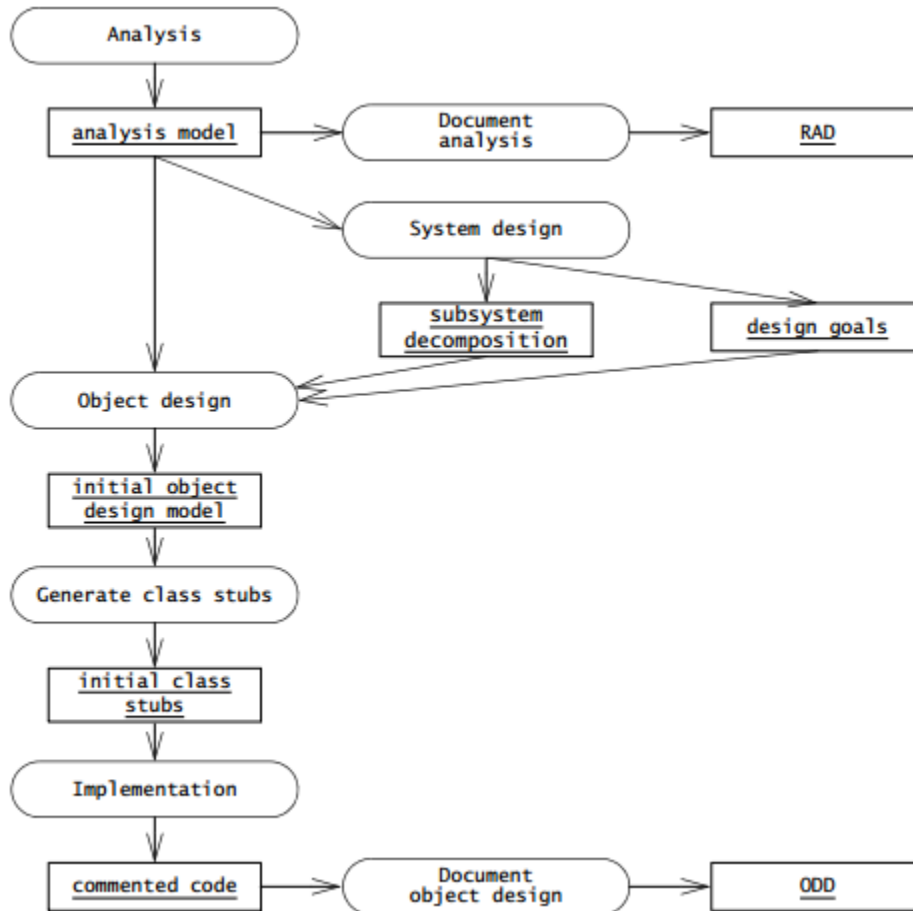 Analysis
analysis model
Document
analysis
RAD
System design
subsystem
decomposition
design goals
Object design
initial object
design model
Generate class stubs
initial class
stubs
Implementation
commented code
Document
object design
ODD